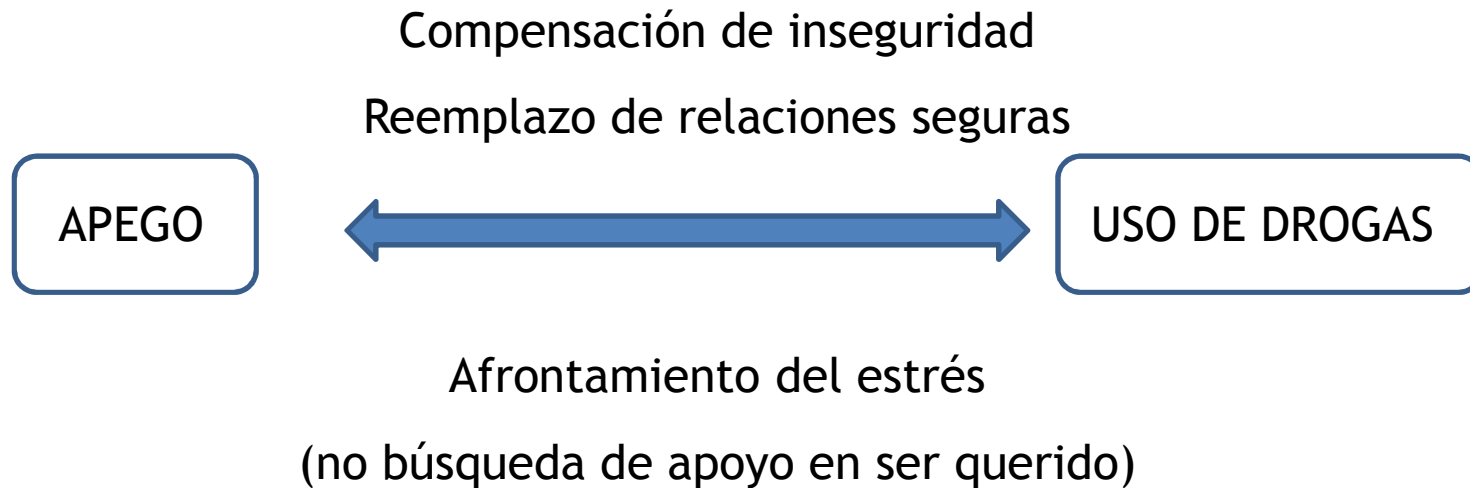 Compensación de inseguridad
Reemplazo de relaciones seguras
APEGO
USO DE DROGAS
Afrontamiento del estrés
(no búsqueda de apoyo en ser querido)